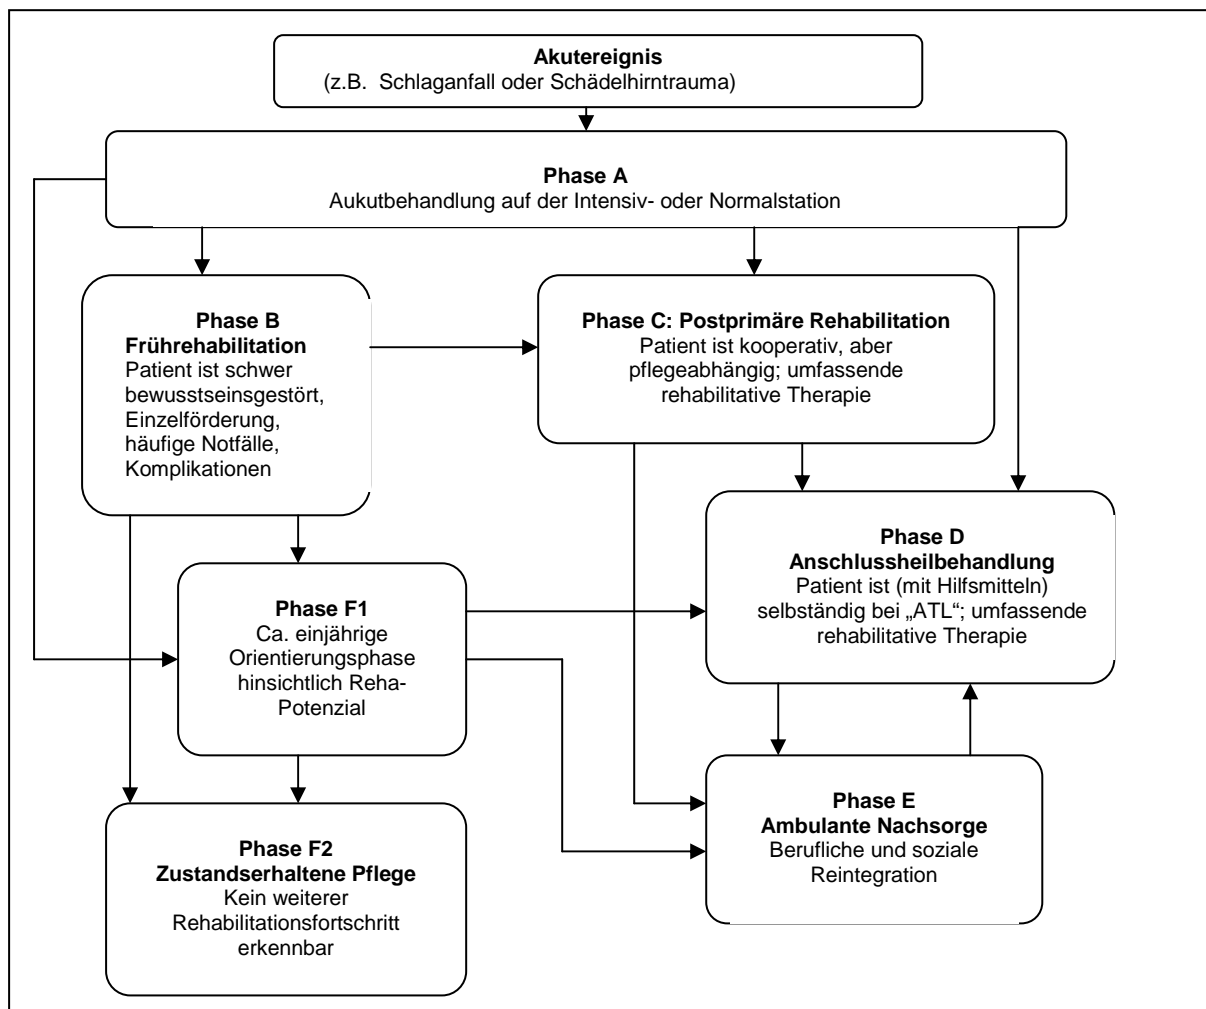 Akutereignis
(z.B. Schlaganfall oder Schädelhirntrauma)
Phase A
Aukutbehandlung auf der Intensiv- oder Normalstation
Phase B
Frührehabilitation
Patient ist schwer
bewusstseinsgestört,
Einzelförderung,
häufige Notfälle,
Komplikationen
Phase C: Postprimäre Rehabilitation
Patient ist kooperativ, aber
pflegeabhängig; umfassende
rehabilitative Therapie
Phase D
Anschlussheilbehandlung
Patient ist (mit Hilfsmitteln)
selbständig bei „ATL“; umfassende
rehabilitative Therapie
Phase F1
Ca. einjährige
Orientierungsphase
hinsichtlich Reha-
Potenzial
Phase E
Ambulante Nachsorge
Berufliche und soziale
Reintegration
Phase F2
Zustandserhaltene Pflege
Kein weiterer
Rehabilitationsfortschritt
erkennbar